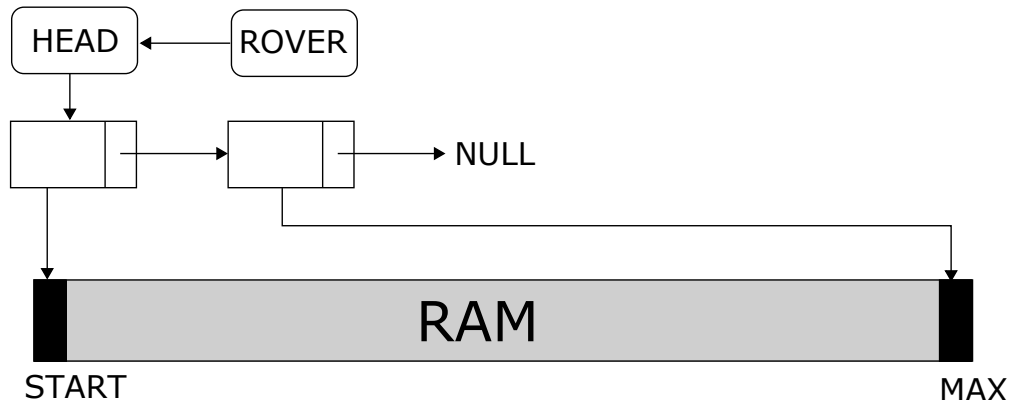 HEAD
ROVER
NULL
RAM
START
MAX